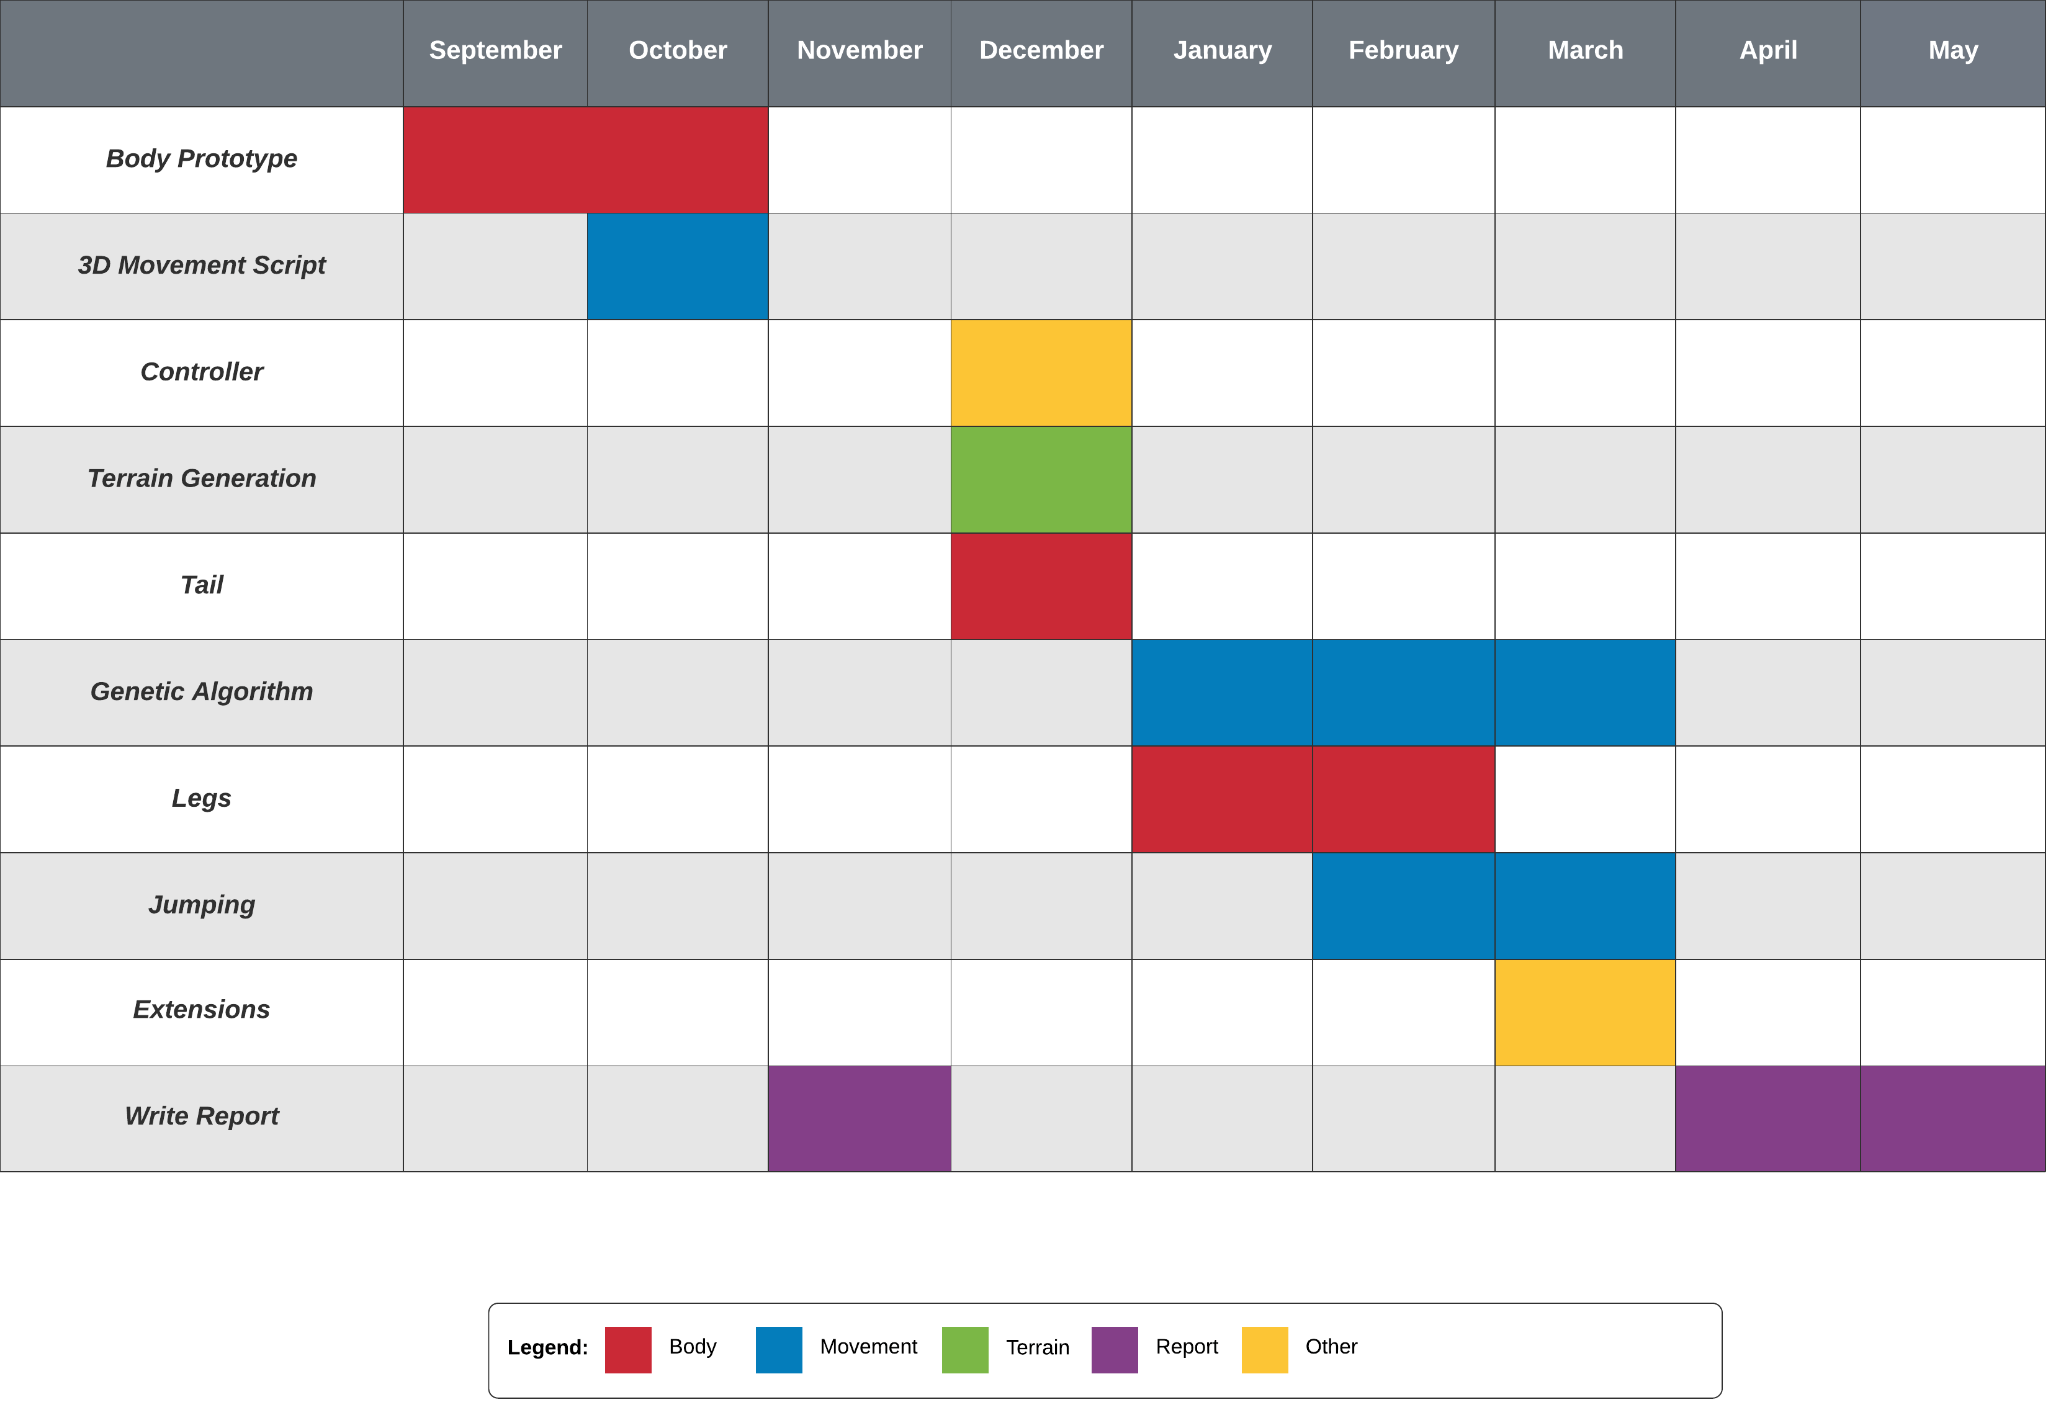 September October November December January February March April May
Body Prototype
3D Movement Script
Controller
Terrain Generation
Tail
Genetic Algorithm
Legs
Jumping
Extensions
Write Report
Legend: Body Movement Terrain Report Other